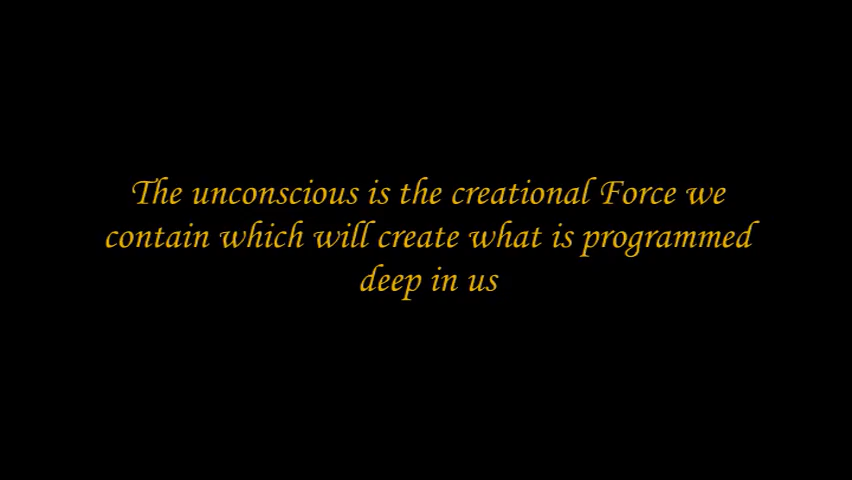 The unconscious is the creational Force we
contain which will create what is programmed
deep in us